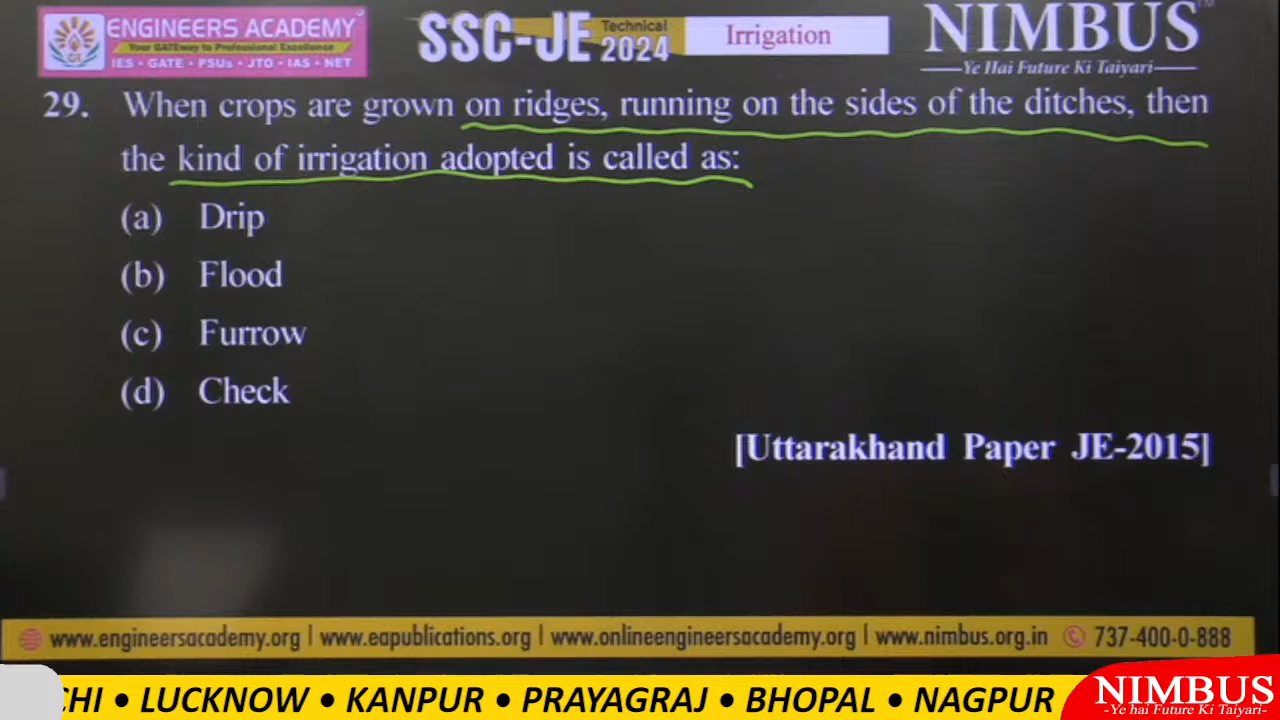 ENGINEERS ACADEMY
Your GATEway to Professional Excellence
IES • GATE • PSUs • JTO • IAS • NET
SSC-JE Technical 2024
Irrigation
NIMBUS™
Ye Hai Future Ki Taiyari
29. When crops are grown on ridges, running on the sides of the ditches, then
the kind of irrigation adopted is called as:
(a) Drip
(b) Flood
(c) Furrow
(d) Check
[Uttarakhand Paper JE-2015]
www.engineersacademy.org | www.eapublications.org | www.onlineengineersacademy.org | www.nimbus.org.in 737-400-0-888
CHI • LUCKNOW • KANPUR • PRAYAGRAJ • BHOPAL • NAGPUR
NIMBUS
-Ye hai Future Ki Taiyari-